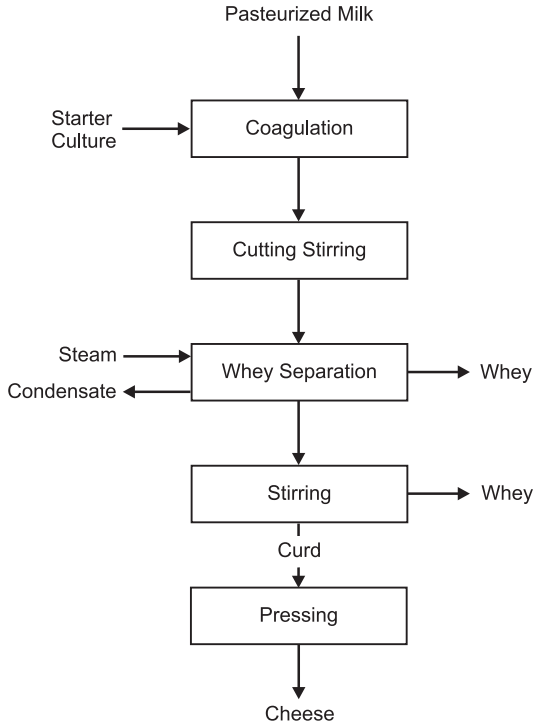 Pasteurized Milk
Starter
Culture
Coagulation
Cutting Stirring
Steam
Condensate
Whey Separation
Whey
Stirring
Whey
Curd
Pressing
Cheese